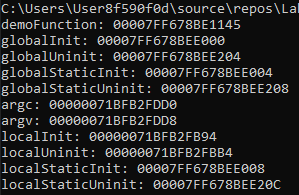 C:\Users\User8f590f0d\source\repos\La
demoFunction: 00007FF678BE1145
globalInit: 00007FF678BEE000
globalUninit: 00007FF678BEE204
globalStaticInit: 00007FF678BEE004
globalStaticUninit: 00007FF678BEE208
argc: 00000071BFB2FDD0
argv: 00000071BFB2FDD8
localInit: 00000071BFB2FB94
localUninit: 00000071BFB2FBB4
localStaticInit: 00007FF678BEE008
localStaticUninit: 00007FF678BEE20C